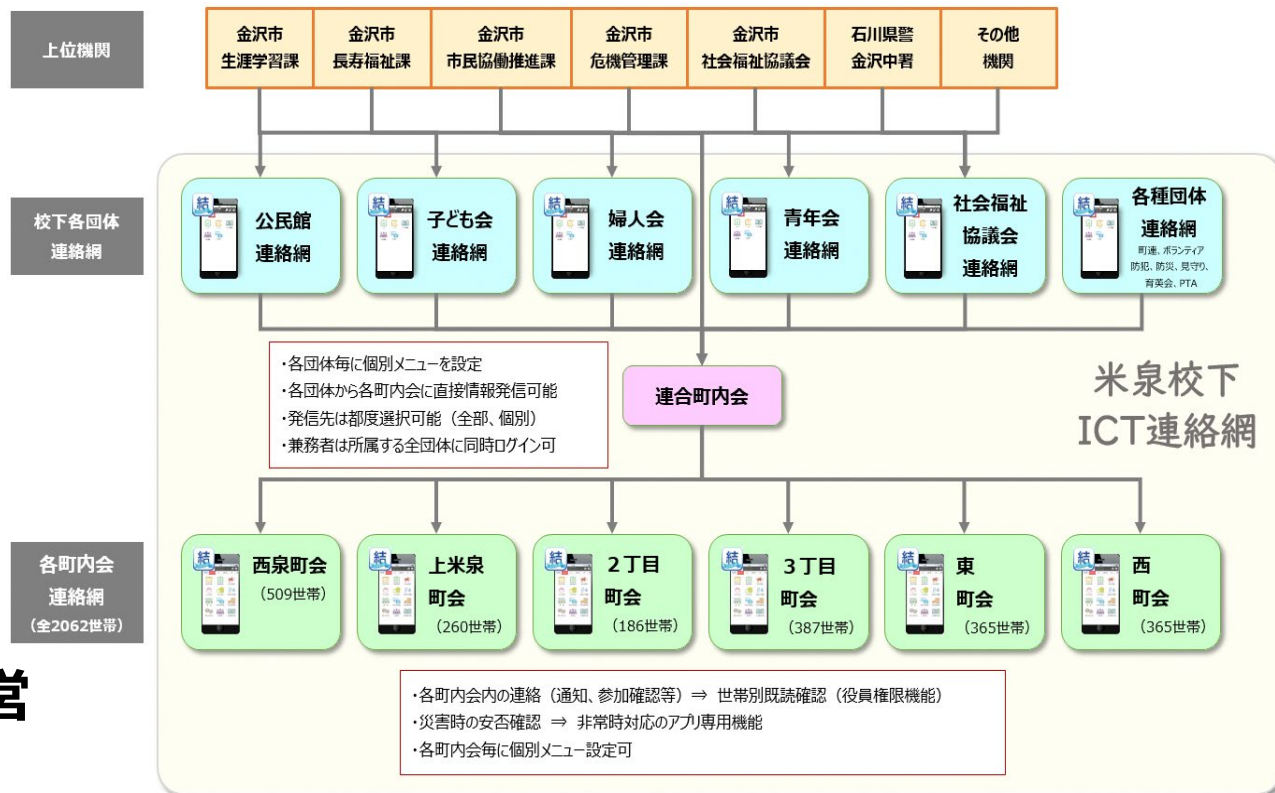 上位機関
金沢市
生涯学習課
金沢市
長寿福祉課
金沢市
市民協働推進課
金沢市
危機管理課
金沢市
社会福祉協議会
石川県警
金沢中署
その他
機関
校下各団体
連絡網
結
公民館
連絡網
結
子ども会
連絡網
結
婦人会
連絡網
結
青年会
連絡網
結
社会福祉
協議会
連絡網
結
各種団体
連絡網
町連、ボランティア
防犯、防災、見守り、
育英会、PTA
・各団体毎に個別メニューを設定
・各団体から各町内会に直接情報発信可能
・発信先は都度選択可能（全部、個別）
・兼務者は所属する全団体に同時ログイン可
連合町内会
米泉校下
ICT連絡網
各町内会
連絡網
（全2062世帯）
結
西泉町会
（509世帯）
結
上米泉
町会
（260世帯）
結
２丁目
町会
（186世帯）
結
３丁目
町会
（387世帯）
結
東
町会
（365世帯）
結
西
町会
（365世帯）
営
・各町内会内の連絡（通知、参加確認等）⇒ 世帯別既読確認（役員権限機能）
・災害時の安否確認 ⇒ 非常時対応のアプリ専用機能
・各町内会毎に個別メニュー設定可